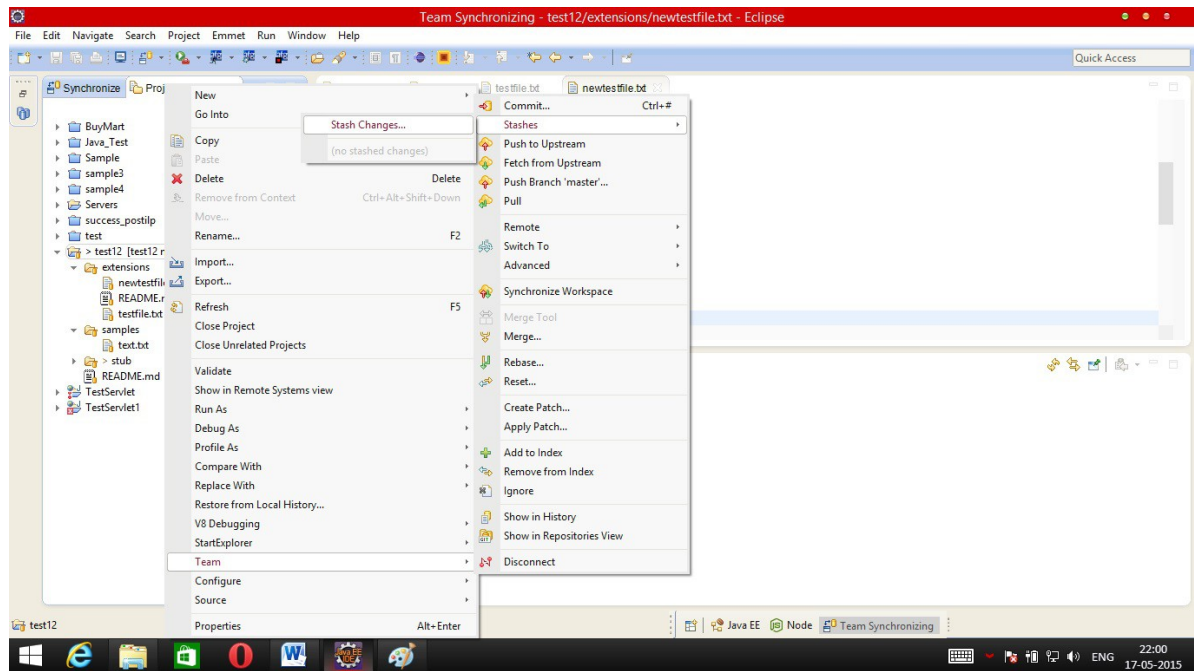 Team Synchronizing - test12/extensions/newtestfile.txt - Eclipse
File Edit Navigate Search Project Emmet Run Window Help
Quick Access
Synchronize Proj
testfile.txt newtestfile.txt
BuyMart
Java_Test
Sample
sample3
sample4
Servers
success_postilp
test
> test12 [test12 r
extensions
newtestfil
README.r
testfile.txt
samples
text.txt
> stub
README.md
TestServlet
TestServlet1
New
Go Into
Copy
Paste
Delete Delete
Remove from Context Ctrl+Alt+Shift+Down
Move...
Rename... F2
Import...
Export...
Refresh F5
Close Project
Close Unrelated Projects
Validate
Show in Remote Systems view
Run As
Debug As
Profile As
Compare With
Replace With
Restore from Local History...
V8 Debugging
StartExplorer
Team
Configure
Source
Properties Alt+Enter
Stash Changes...
(no stashed changes)
Commit... Ctrl+#
Stashes
Push to Upstream
Fetch from Upstream
Push Branch 'master'...
Pull
Remote
Switch To
Advanced
Synchronize Workspace
Merge Tool
Merge...
Rebase...
Reset...
Create Patch...
Apply Patch...
Add to Index
Remove from Index
Ignore
Show in History
Show in Repositories View
Disconnect
test12
Java EE Node Team Synchronizing
ENG
22:00
17-05-2015